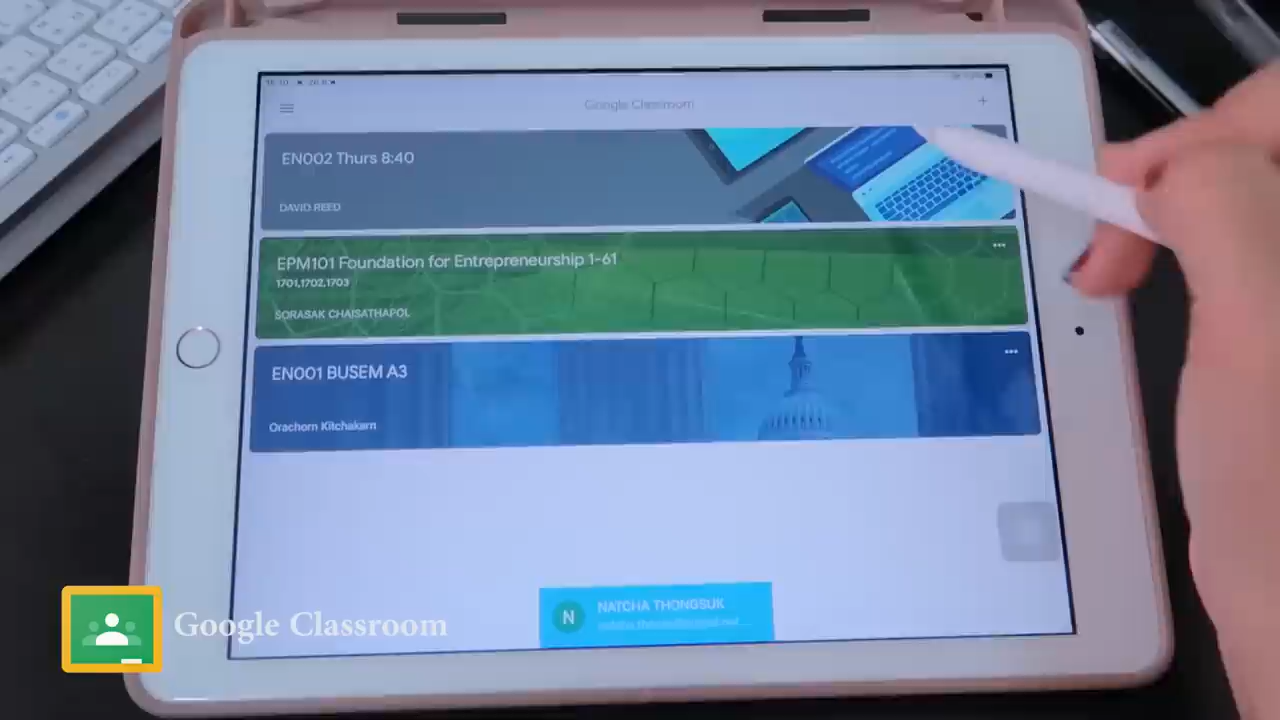 Google Classroom
+
EN002 Thurs 8:40
DAVID REED
EPM101 Foundation for Entrepreneurship 1-61
1701,1702,1703
SORASAK CHAISATHAPOL
EN001 BUSEM A3
Orachorn Kitchakarn
N
NATCHA THONGSUK
Google Classroom